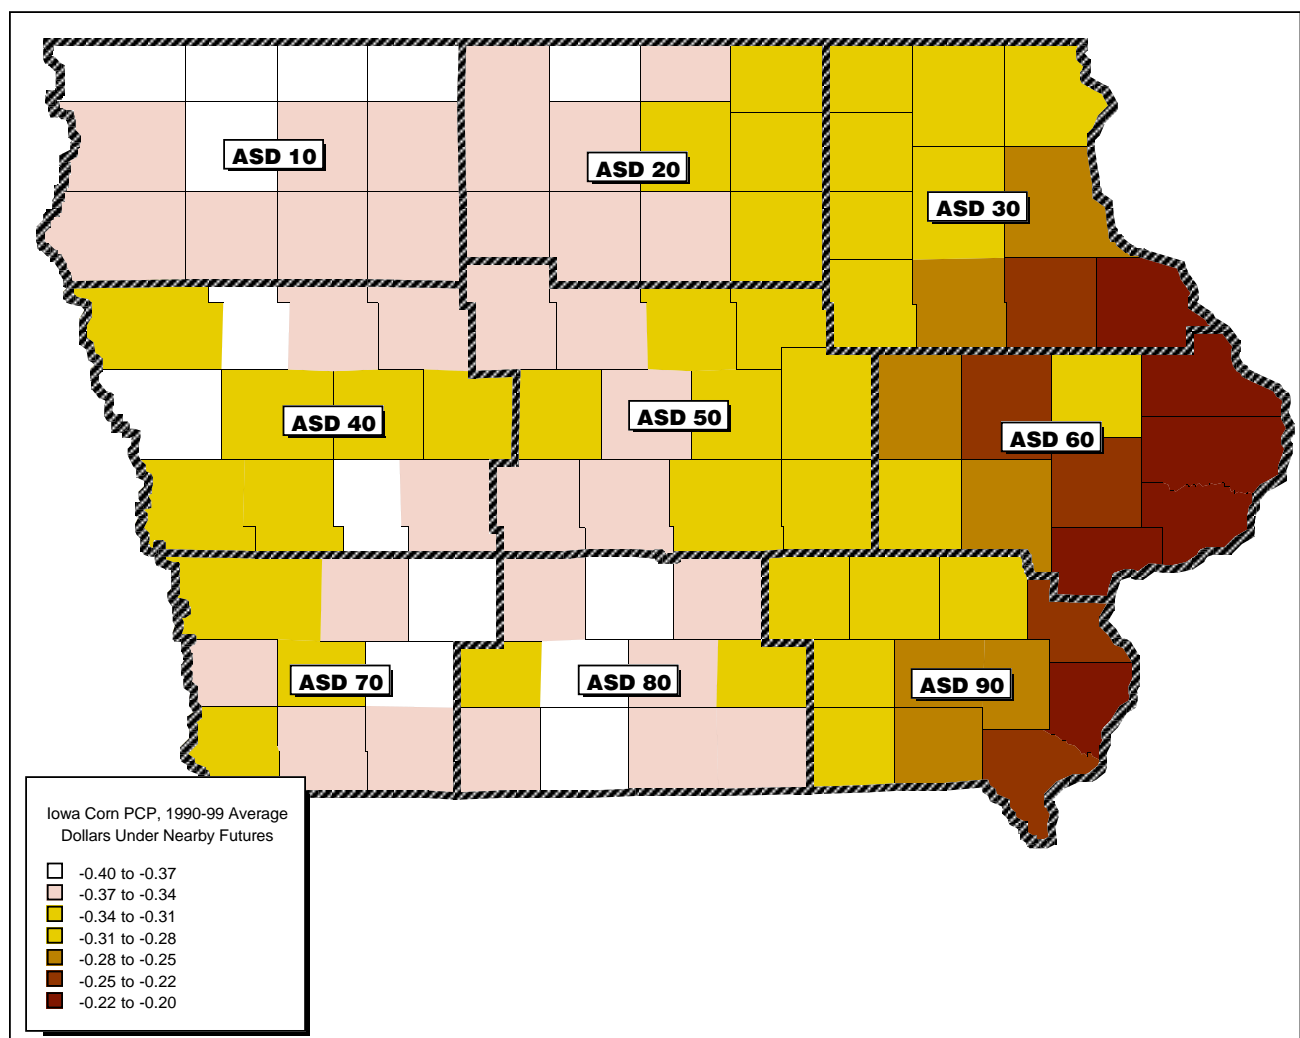 ASD 10
ASD 20
ASD 30
ASD 40
ASD 50
ASD 60
ASD 70
ASD 80
ASD 90
Iowa Corn PCP, 1990-99 Average
Dollars Under Nearby Futures
-0.40 to -0.37
-0.37 to -0.34
-0.34 to -0.31
-0.31 to -0.28
-0.28 to -0.25
-0.25 to -0.22
-0.22 to -0.20